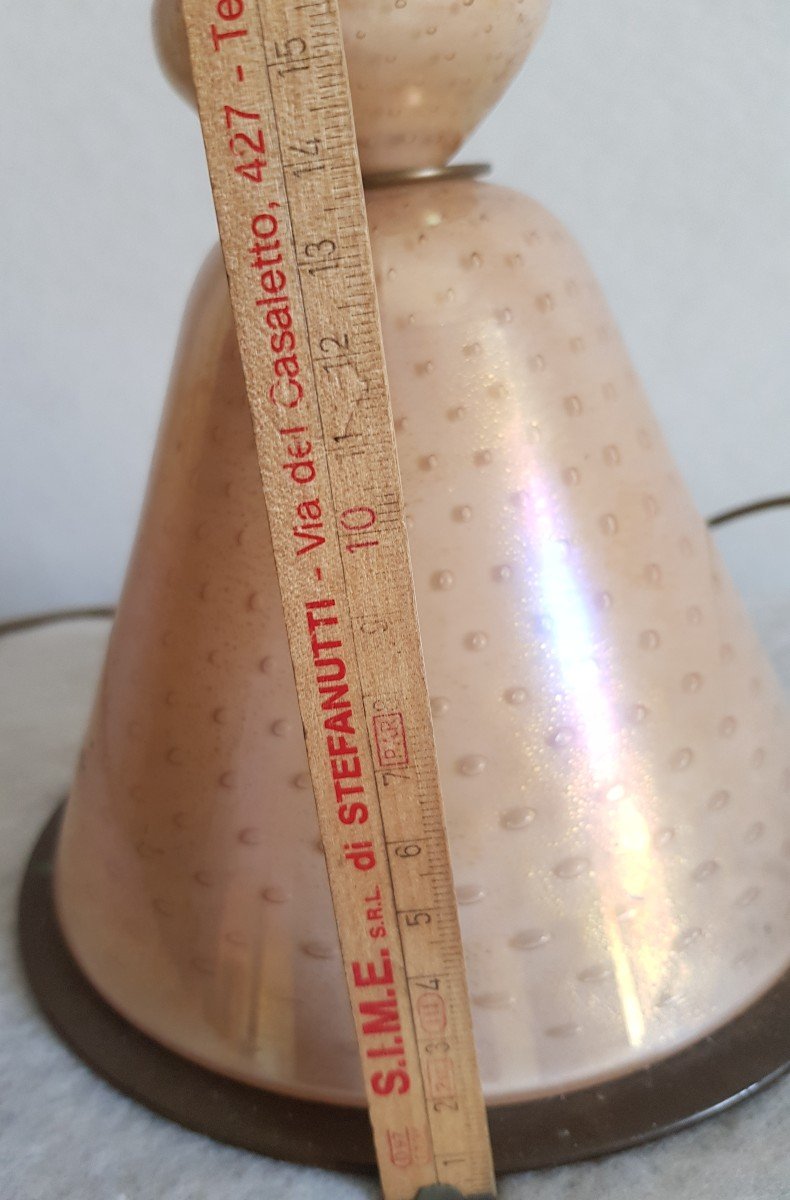 S.I.M.E. S.R.L. di STEFANUTTI - Via del Casaletto, 427 - Te
1 2 3 4 5 6 7 9 10 11 12 13 14 15